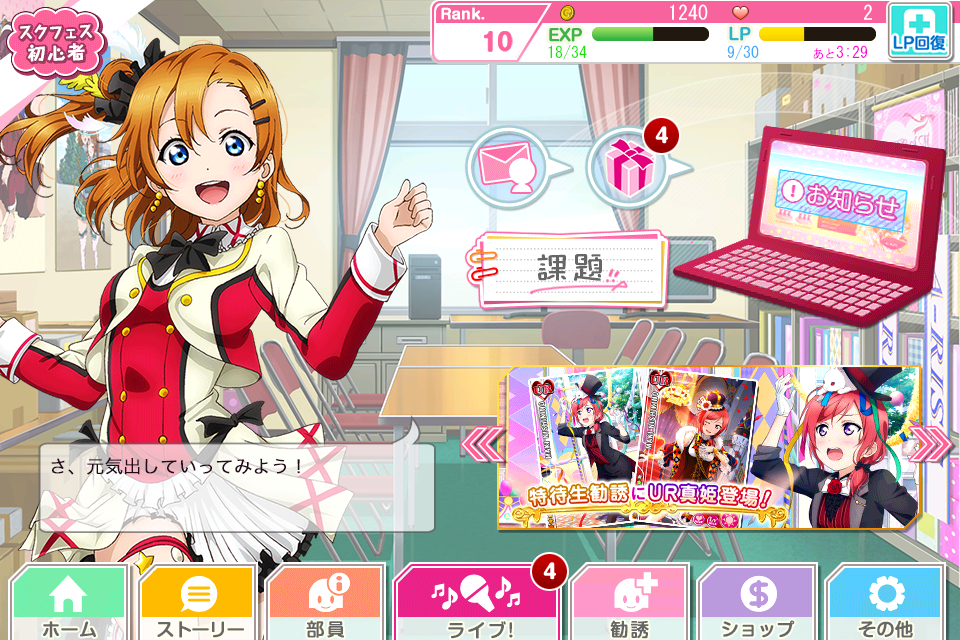 スクフェス
初心者
Rank.
10
1240
2
EXP
18/34
LP
9/30
あと3:29
LP回復
4
お知らせ
課題!!
さ、元気出していってみよう！
UR
UR
特待生勧誘にUR真姫登場!
A-RISE
ホーム
ストーリー
部員
ライブ!
4
勧誘
ショップ
その他